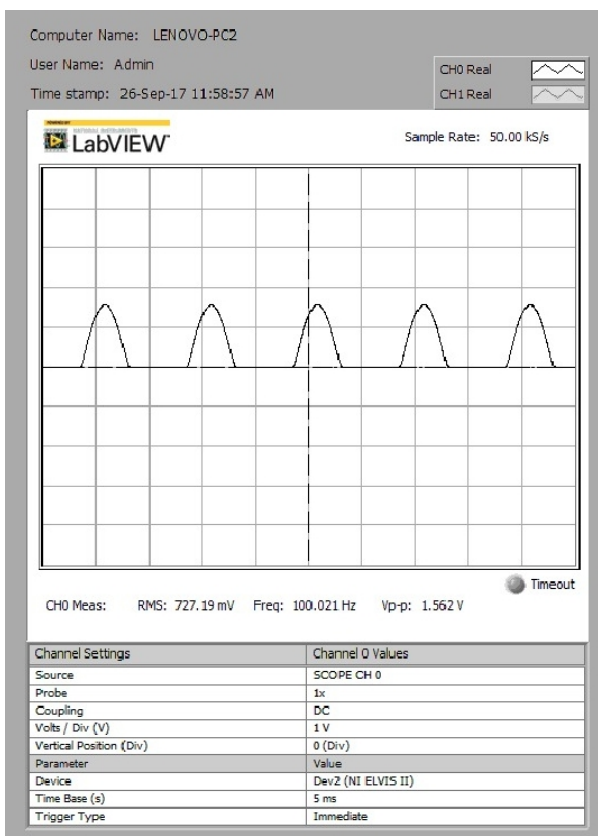 Computer Name: LENOVO-PC2
User Name: Admin
CH0 Real
Time stamp: 26-Sep-17 11:58:57 AM
CH1 Real
LabVIEW
Sample Rate: 50.00 kS/s
Timeout
CH0 Meas: RMS: 727.19 mV Freq: 100.021 Hz Vp-p: 1.562 V
Channel Settings Channel 0 Values
Source SCOPE CH 0
Probe 1x
Coupling DC
Volts / Div (V) 1 V
Vertical Position (Div) 0 (Div)
Parameter Value
Device Dev2 (NI ELVIS II)
Time Base (s) 5 ms
Trigger Type Immediate